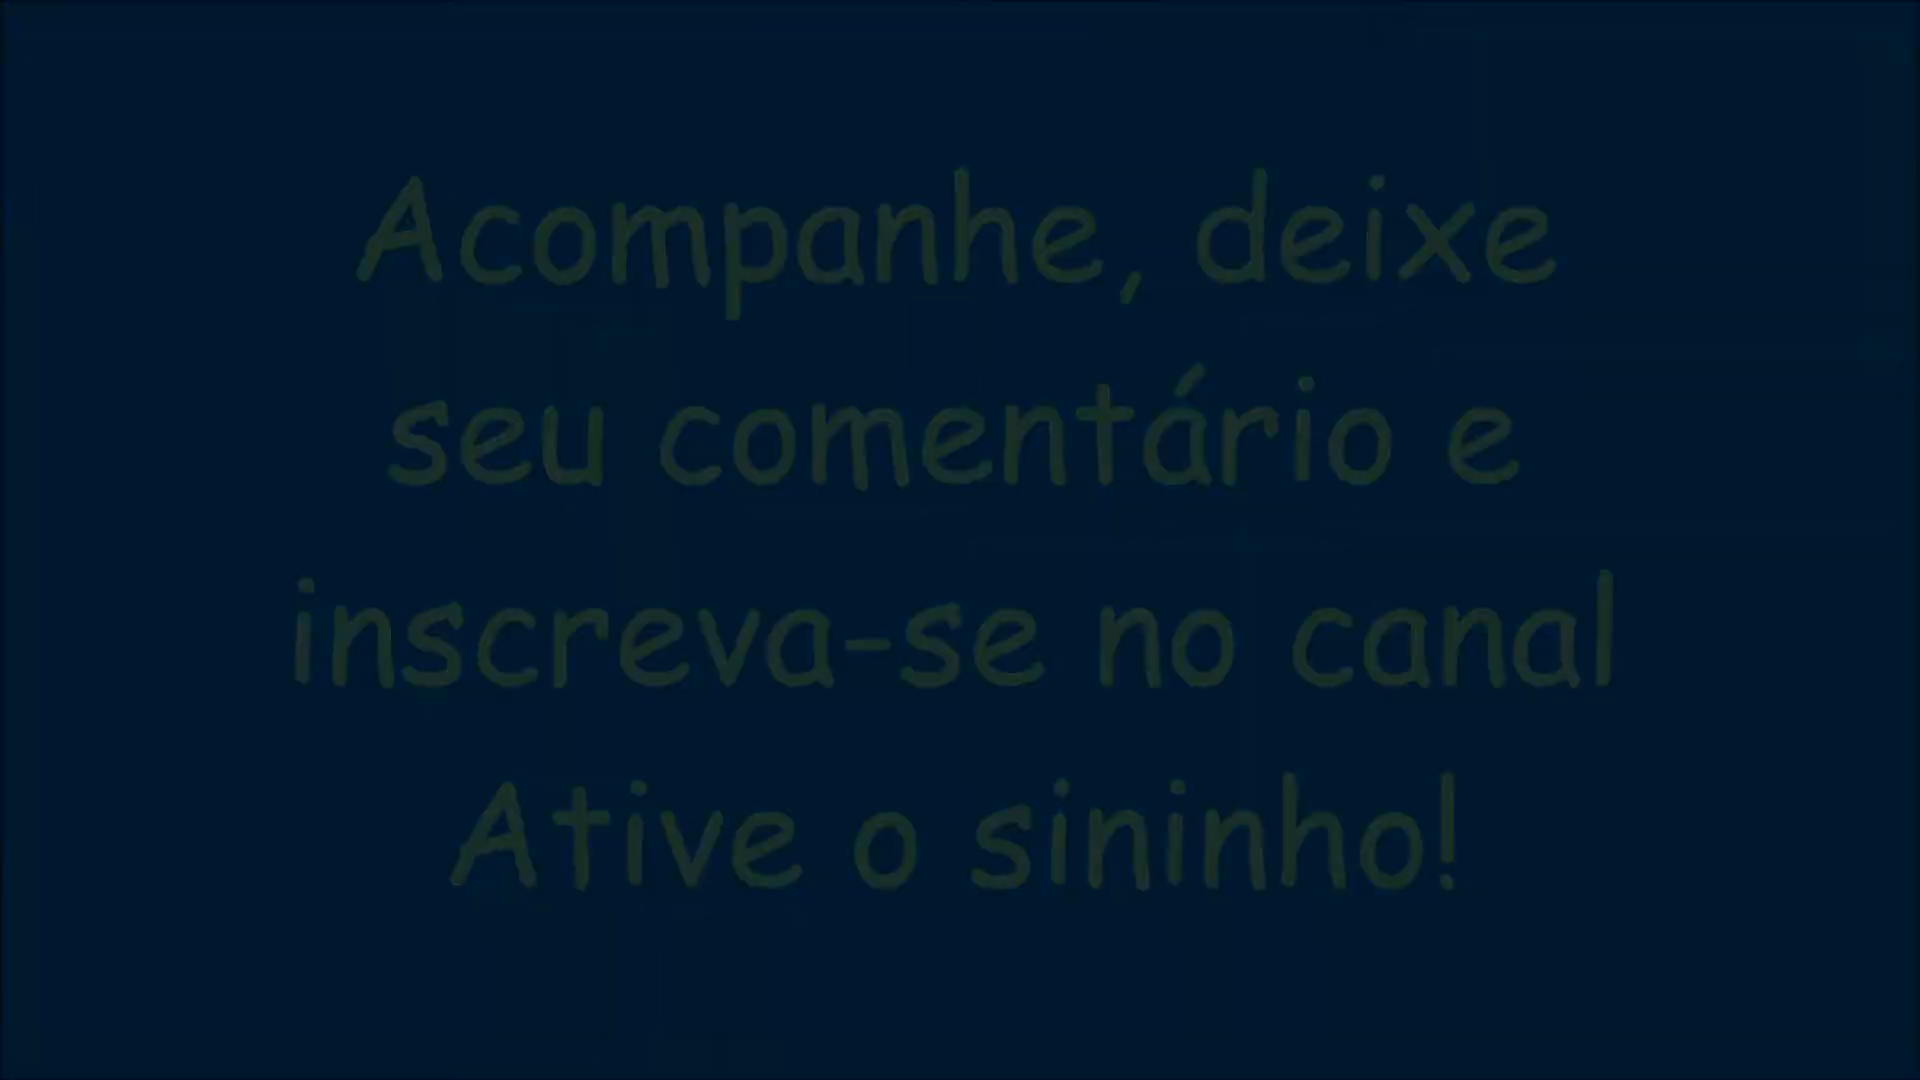 Acompanhe, deixe
seu comentário e
inscreva-se no canal
Ative o sininho!